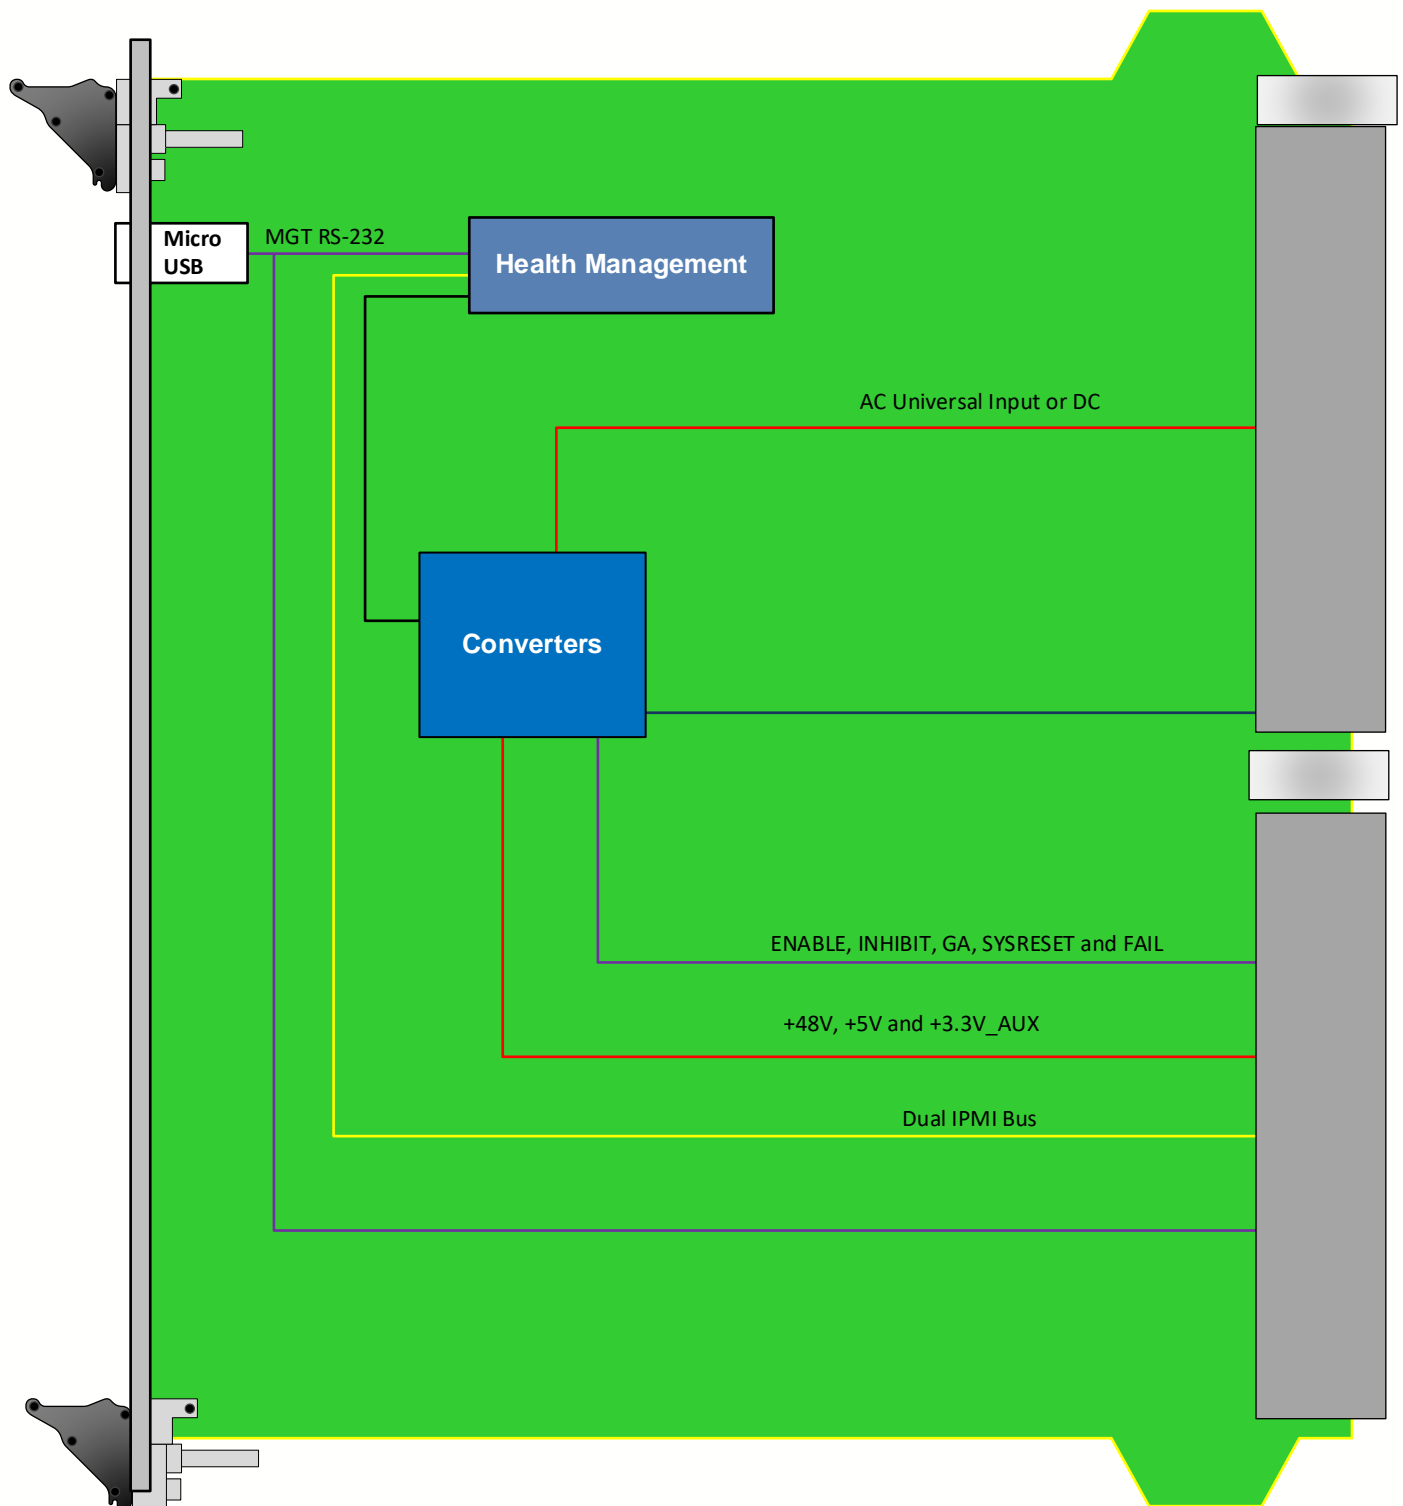 Micro
USB
MGT RS-232
Health Management
AC Universal Input or DC
Converters
ENABLE, INHIBIT, GA, SYSRESET and FAIL
+48V, +5V and +3.3V_AUX
Dual IPMI Bus